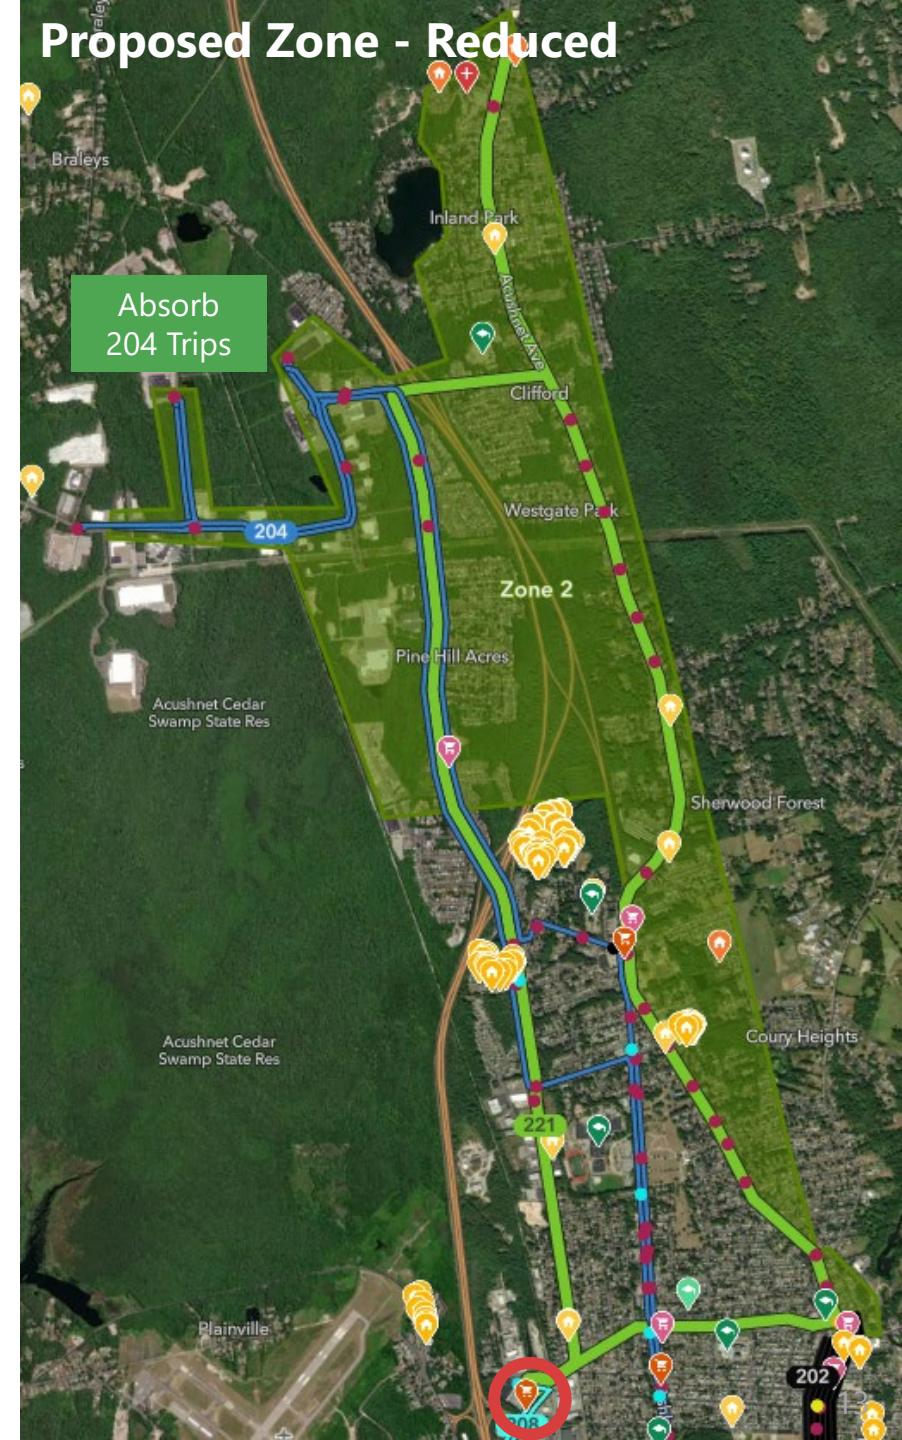 Proposed Zone - Reduced
Braleys
Inland Park
Absorb
204 Trips
Acushnet Ave
Clifford
Westgate Park
204
Zone 2
Pine Hill Acres
Acushnet Cedar
Swamp State Res
Sherwood Forest
Acushnet Cedar
Swamp State Res
Coury Heights
221
Plainville
202
208